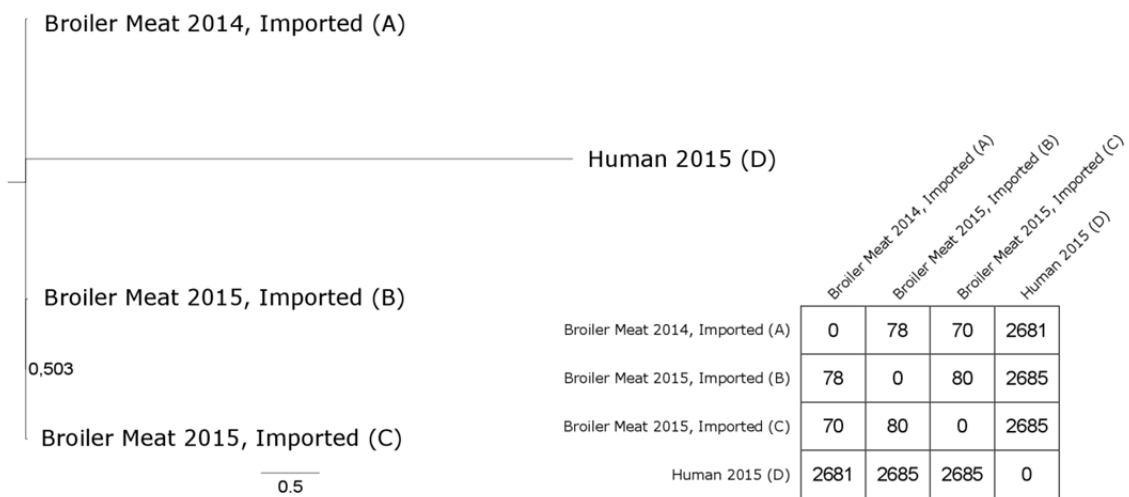 Broiler Meat 2014, Imported (A)
Human 2015 (D)
Broiler Meat 2015, Imported (B)
0,503
Broiler Meat 2015, Imported (C)
0.5
Broiler Meat 2014, Imported (A)
Broiler Meat 2015, Imported (B)
Broiler Meat 2015, Imported (C)
Human 2015 (D)
Broiler Meat 2014, Imported (A) 0 78 70 2681
Broiler Meat 2015, Imported (B) 78 0 80 2685
Broiler Meat 2015, Imported (C) 70 80 0 2685
Human 2015 (D) 2681 2685 2685 0